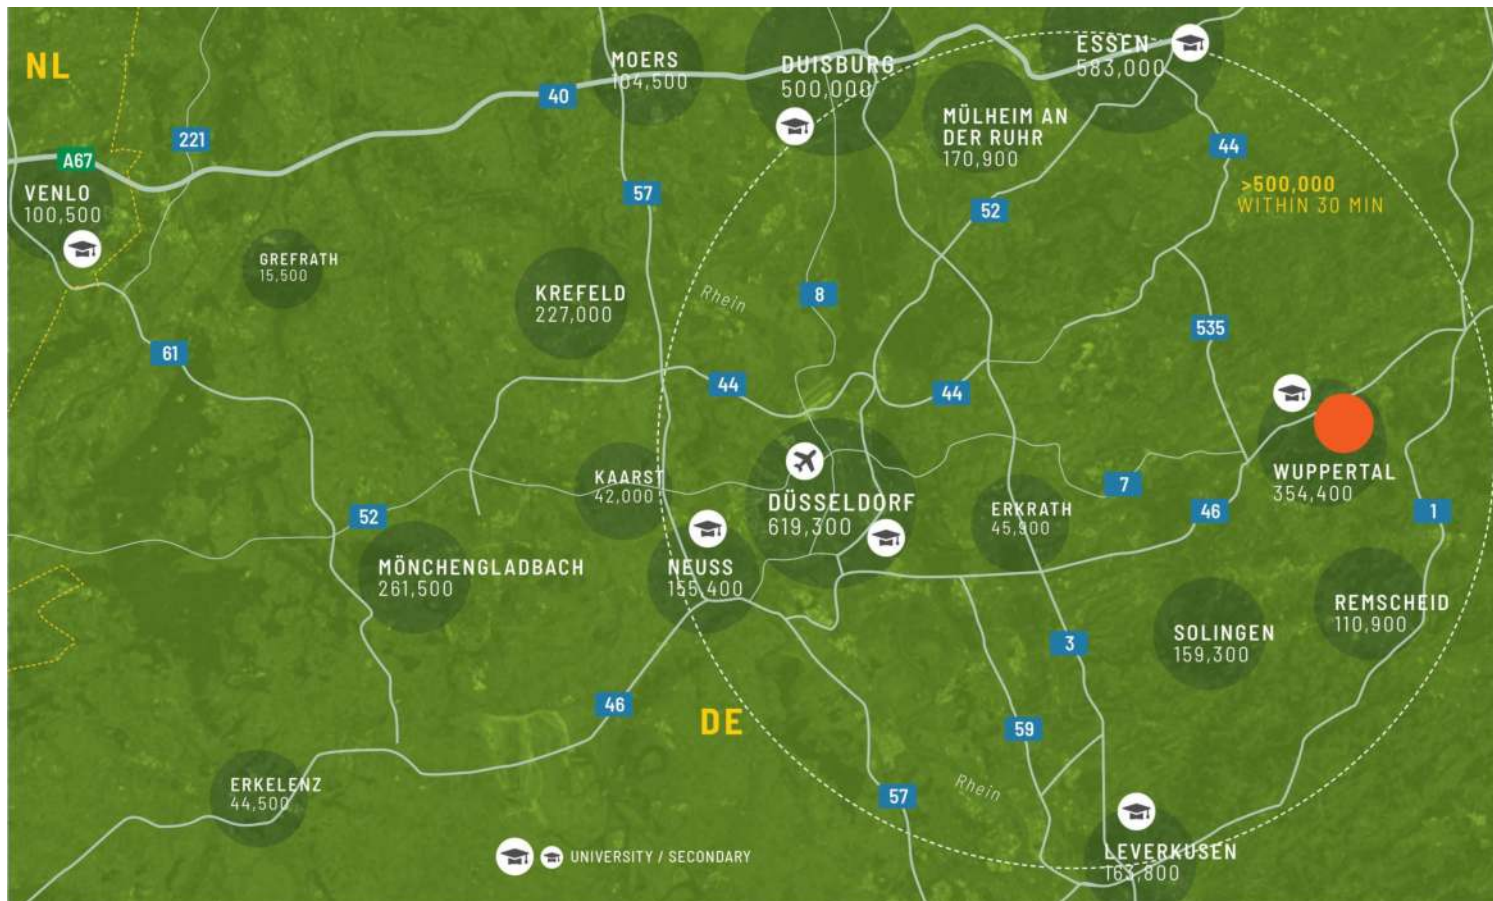 NL
MOERS
104,500
DUISBURG
500,000
ESSEN
583,000
40
221
A67
MÜLHEIM AN
DER RUHR
170,900
44
VENLO
100,500
57
52
>500,000
WITHIN 30 MIN
GREFRATH
15,500
KREFELD
227,000
Rhein
8
535
61
44
44
KAARST
42,000
DÜSSELDORF
619,300
7
ERKRATH
45,900
WUPPERTAL
354,400
46
1
52
MÖNCHENGLADBACH
261,500
NEUSS
155,400
REMSCHEID
110,900
SOLINGEN
159,300
3
46
DE
59
ERKELENZ
44,500
Rhein
57
UNIVERSITY / SECONDARY
LEVERKUSEN
163,800